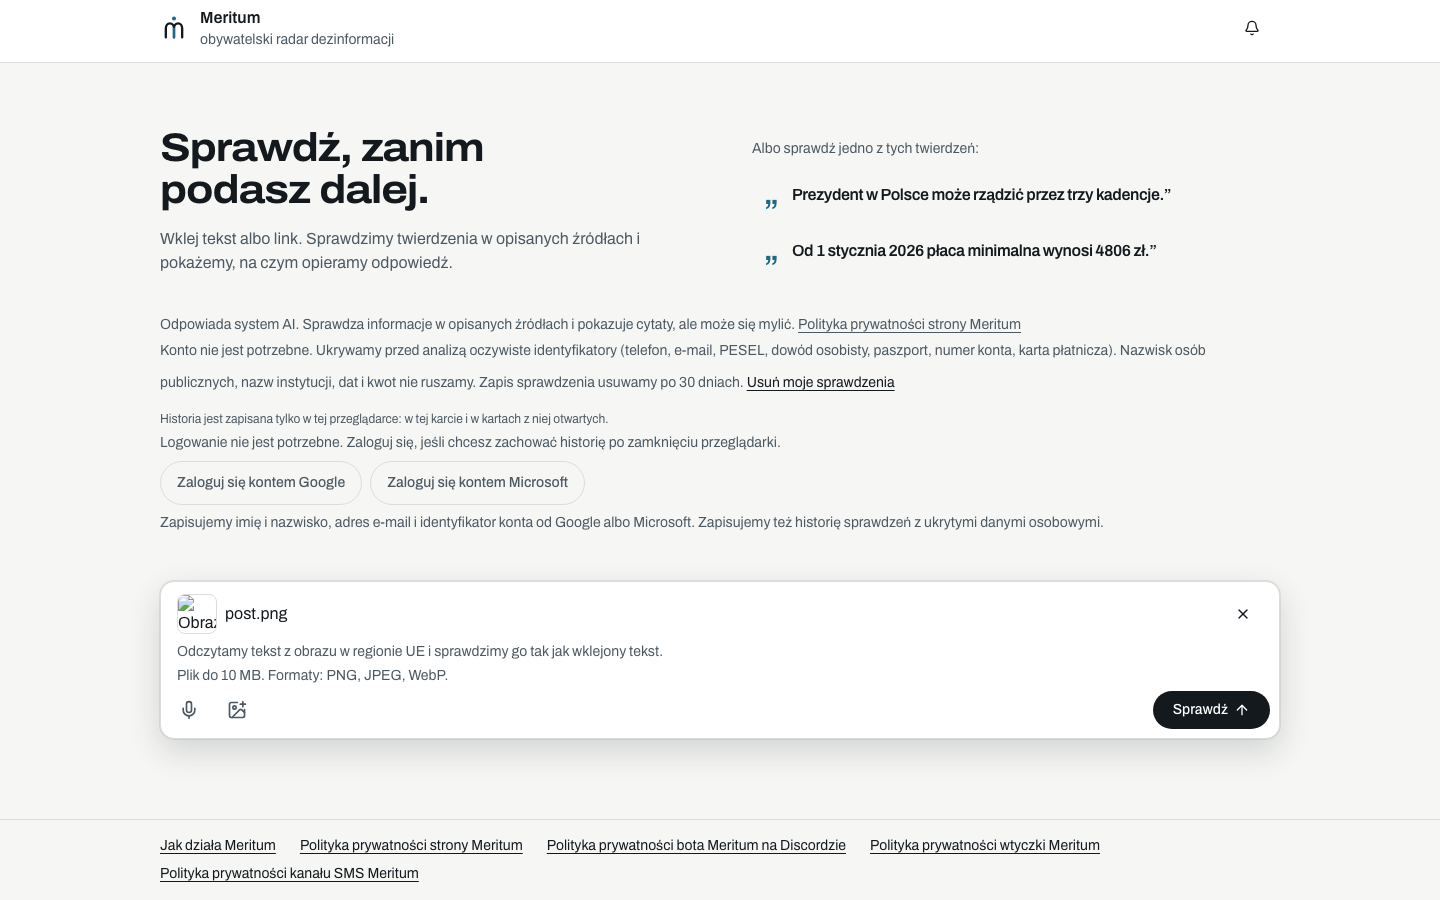 Meritum
obywatelski radar dezinformacji
Sprawdź, zanim
podasz dalej.
Wklej tekst albo link. Sprawdzimy twierdzenia w opisanych źródłach i
pokażemy, na czym opieramy odpowiedź.
Albo sprawdź jedno z tych twierdzeń:
„ Prezydent w Polsce może rządzić przez trzy kadencje.”
„ Od 1 stycznia 2026 płaca minimalna wynosi 4806 zł.”
Odpowiada system AI. Sprawdza informacje w opisanych źródłach i pokazuje cytaty, ale może się mylić. Polityka prywatności strony Meritum
Konto nie jest potrzebne. Ukrywamy przed analizą oczywiste identyfikatory (telefon, e-mail, PESEL, dowód osobisty, paszport, numer konta, karta płatnicza). Nazwisk osób
publicznych, nazw instytucji, dat i kwot nie ruszamy. Zapis sprawdzenia usuwamy po 30 dniach. Usuń moje sprawdzenia
Historia jest zapisana tylko w tej przeglądarce: w tej karcie i w kartach z niej otwartych.
Logowanie nie jest potrzebne. Zaloguj się, jeśli chcesz zachować historię po zamknięciu przeglądarki.
Zaloguj się kontem Google
Zaloguj się kontem Microsoft
Zapisujemy imię i nazwisko, adres e-mail i identyfikator konta od Google albo Microsoft. Zapisujemy też historię sprawdzeń z ukrytymi danymi osobowymi.
post.png
Odczytamy tekst z obrazu w regionie UE i sprawdzimy go tak jak wklejony tekst.
Plik do 10 MB. Formaty: PNG, JPEG, WebP.
Sprawdź
Jak działa Meritum
Polityka prywatności strony Meritum
Polityka prywatności bota Meritum na Discordzie
Polityka prywatności wtyczki Meritum
Polityka prywatności kanału SMS Meritum